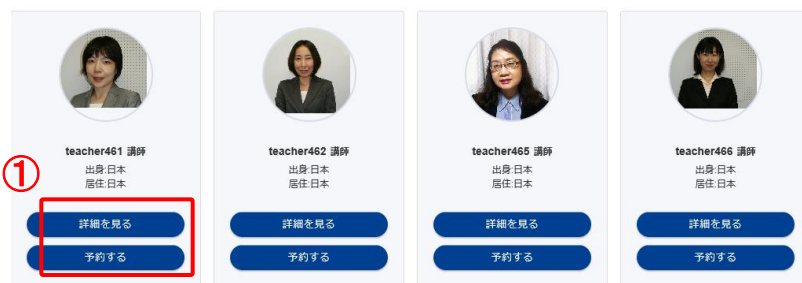 teacher461 講師
出身:日本
居住:日本
①
詳細を見る
予約する
teacher462 講師
出身:日本
居住:日本
詳細を見る
予約する
teacher465 講師
出身:日本
居住:日本
詳細を見る
予約する
teacher466 講師
出身:日本
居住:日本
詳細を見る
予約する